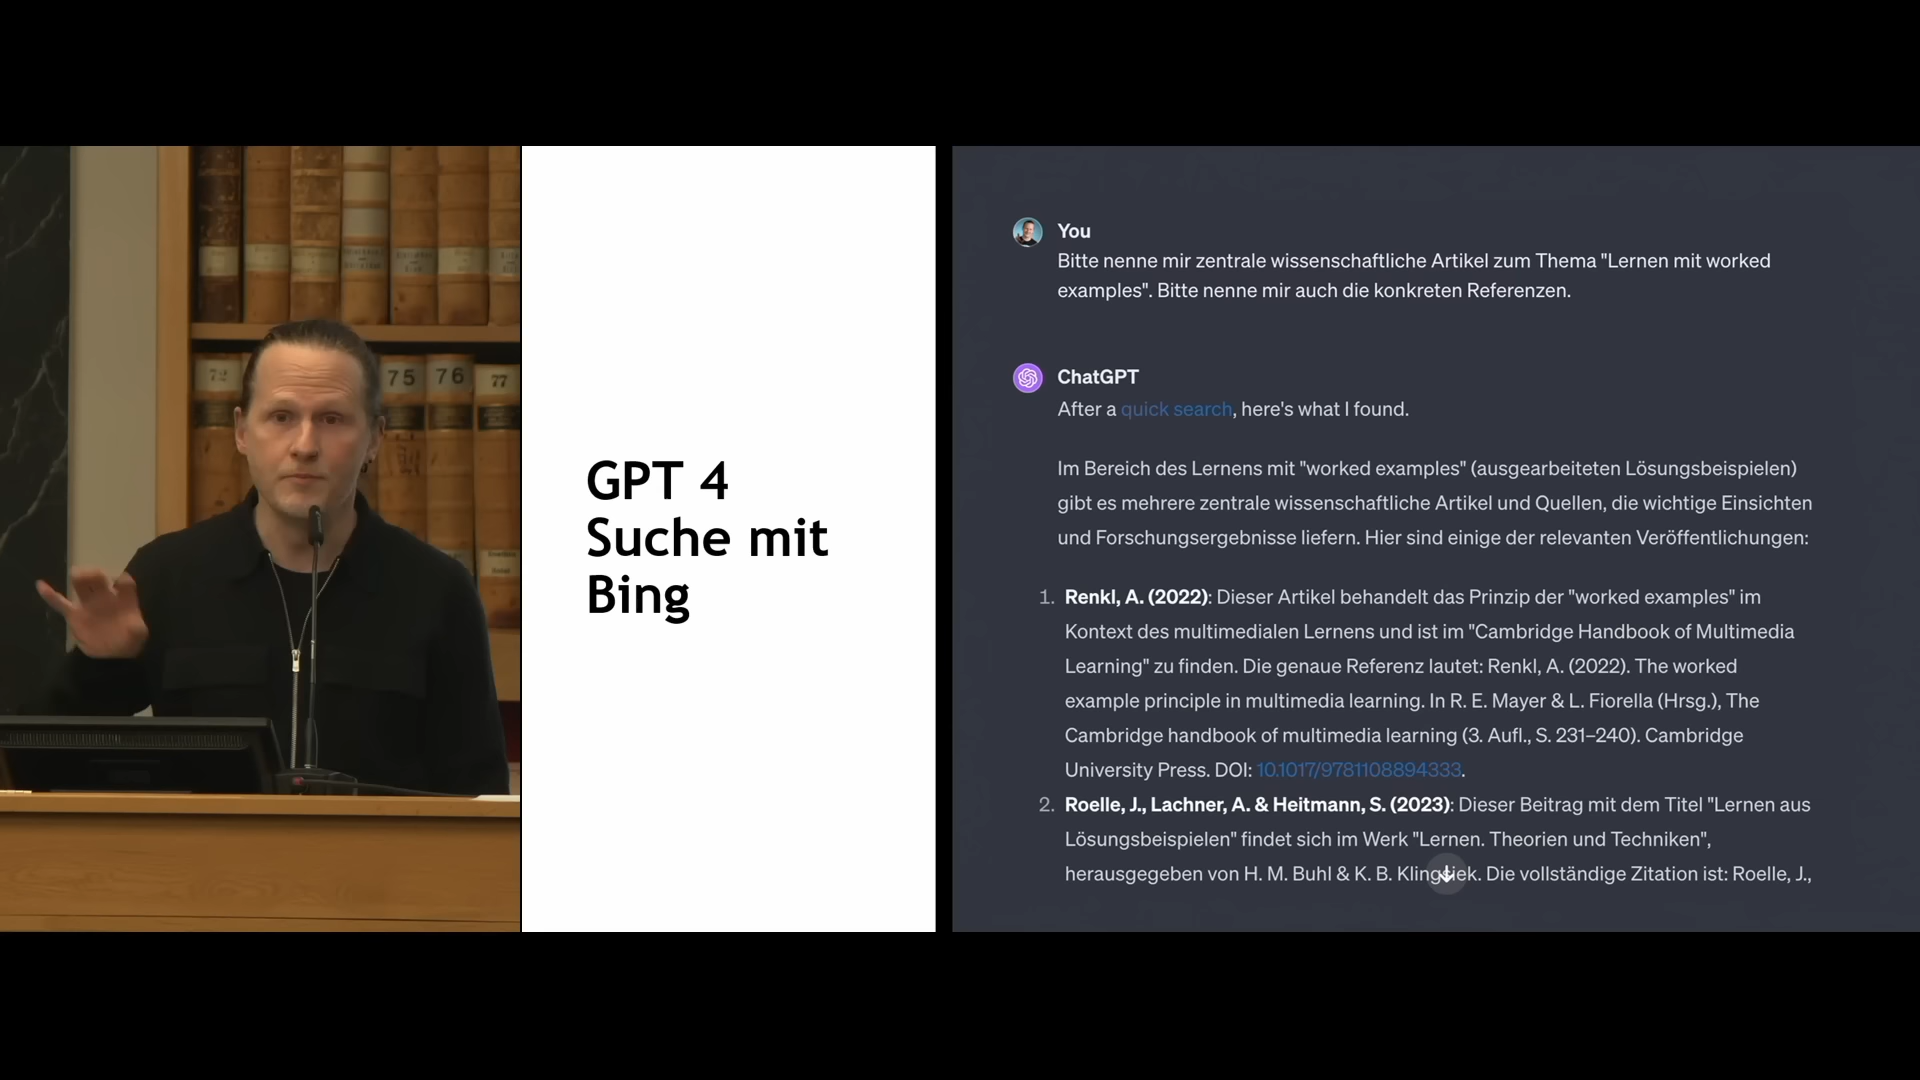 72
75
76
77
GPT 4
Suche mit
Bing
You
Bitte nenne mir zentrale wissenschaftliche Artikel zum Thema "Lernen mit worked
examples". Bitte nenne mir auch die konkreten Referenzen.
ChatGPT
After a quick search, here's what I found.
Im Bereich des Lernens mit "worked examples" (ausgearbeiteten Lösungsbeispielen)
gibt es mehrere zentrale wissenschaftliche Artikel und Quellen, die wichtige Einsichten
und Forschungsergebnisse liefern. Hier sind einige der relevanten Veröffentlichungen:
1. Renkl, A. (2022): Dieser Artikel behandelt das Prinzip der "worked examples" im
Kontext des multimedialen Lernens und ist im "Cambridge Handbook of Multimedia
Learning" zu finden. Die genaue Referenz lautet: Renkl, A. (2022). The worked
example principle in multimedia learning. In R. E. Mayer & L. Fiorella (Hrsg.), The
Cambridge handbook of multimedia learning (3. Aufl., S. 231–240). Cambridge
University Press. DOI: 10.1017/9781108894333.
2. Roelle, J., Lachner, A. & Heitmann, S. (2023): Dieser Beitrag mit dem Titel "Lernen aus
Lösungsbeispielen" findet sich im Werk "Lernen. Theorien und Techniken",
herausgegeben von H. M. Buhl & K. B. Klingsiek. Die vollständige Zitation ist: Roelle, J.,